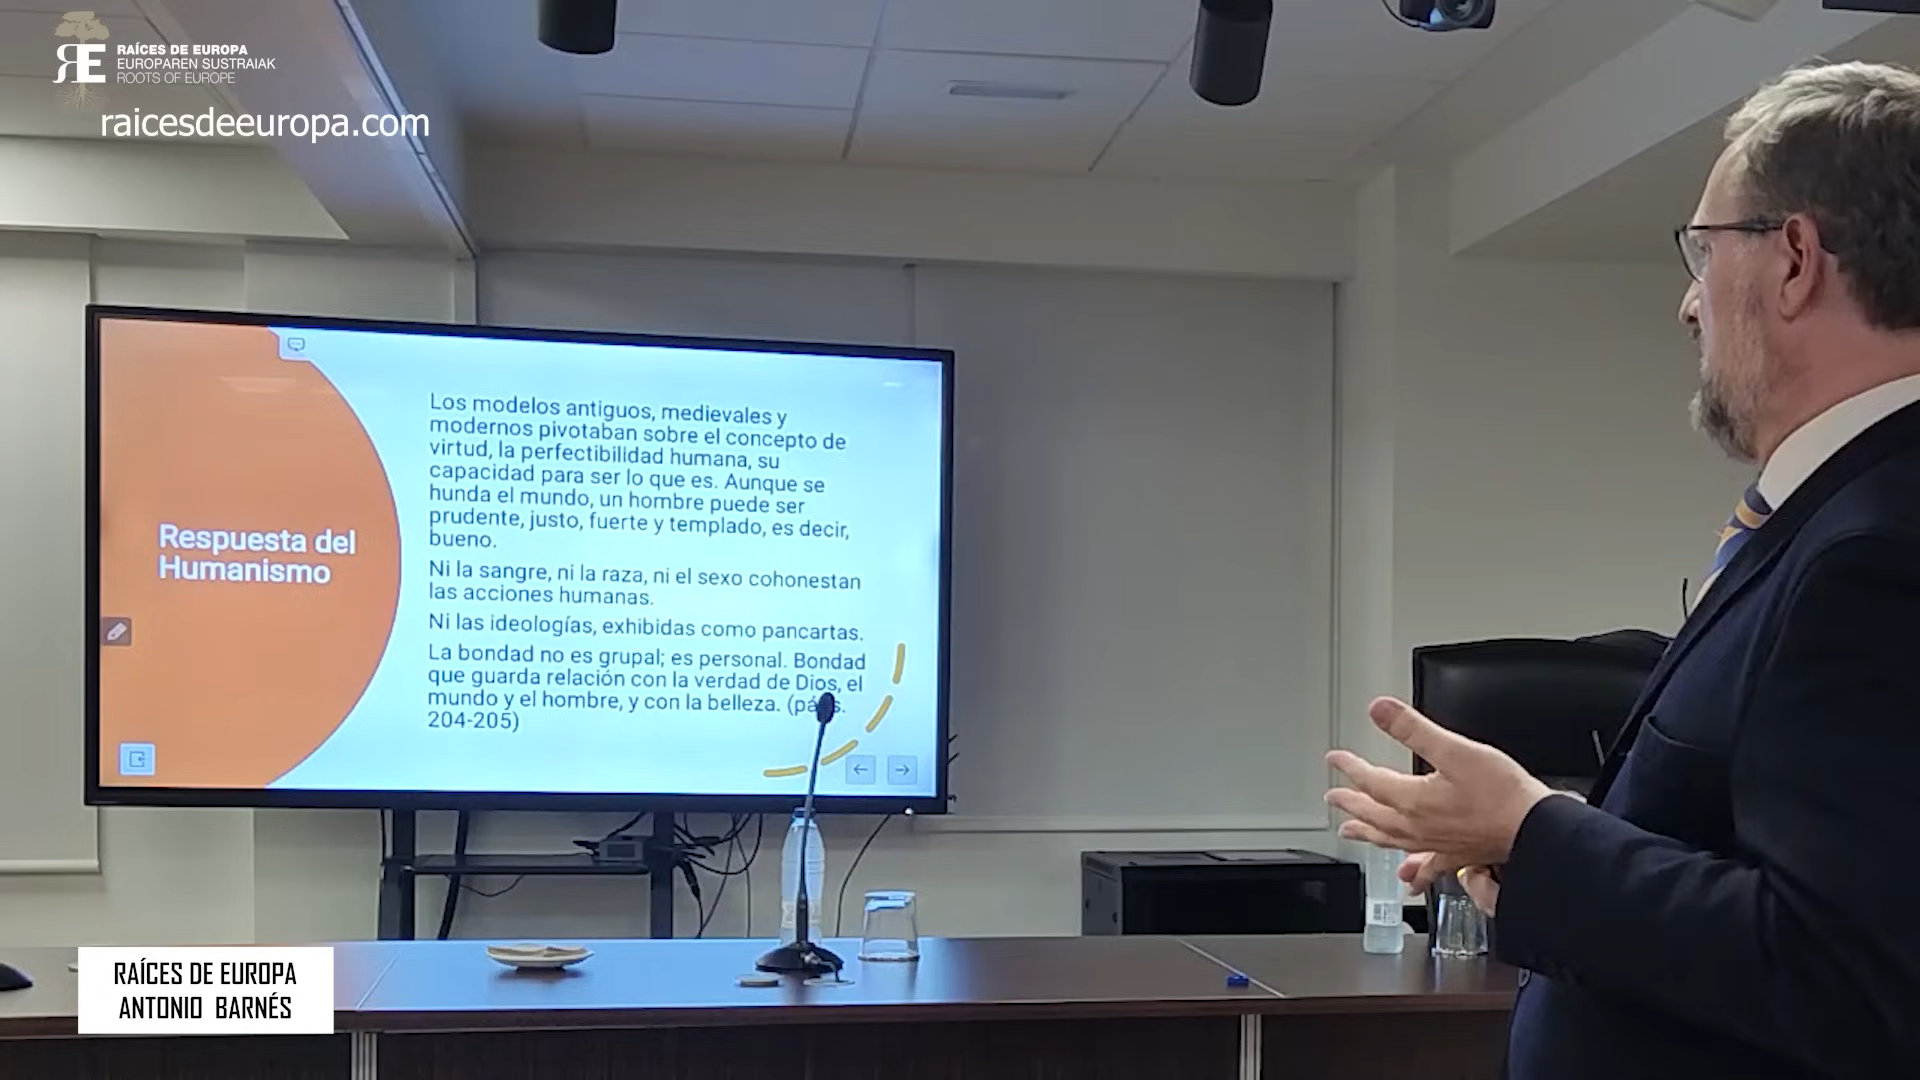 RAÍCES DE EUROPA
EUROPAREN SUSTRAIAK
ROOTS OF EUROPE
raicesdeeuropa.com
Respuesta del
Humanismo
Los modelos antiguos, medievales y
modernos pivotaban sobre el concepto de
virtud, la perfectibilidad humana, su
capacidad para ser lo que es. Aunque se
hunda el mundo, un hombre puede ser
prudente, justo, fuerte y templado, es decir,
bueno.
Ni la sangre, ni la raza, ni el sexo cohonestan
las acciones humanas.
Ni las ideologías, exhibidas como pancartas.
La bondad no es grupal; es personal. Bondad
que guarda relación con la verdad de Dios, el
mundo y el hombre, y con la belleza. (págs.
204-205)
RAÍCES DE EUROPA
ANTONIO BARNÉS